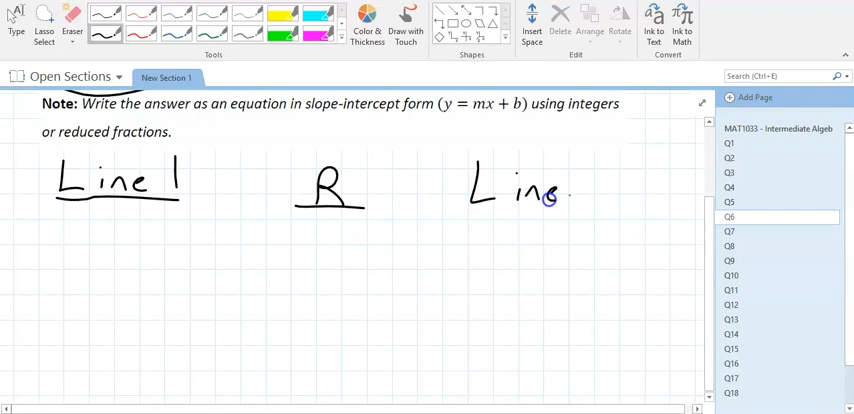 Type
Lasso
Select
Eraser
Color &
Thickness
Draw with
Touch
Insert
Space
Delete
Arrange
Rotate
Ink to
Text
Ink to
Math
Tools
Shapes
Edit
Convert
Open Sections
New Section 1
Search (Ctrl+E)
Note: Write the answer as an equation in slope-intercept form (y = mx + b) using integers
or reduced fractions.
Line 1 R Line
Add Page
MAT1033 - Intermediate Algeb
Q1
Q2
Q3
Q4
Q5
Q6
Q7
Q8
Q9
Q10
Q11
Q12
Q13
Q14
Q15
Q16
Q17
Q18